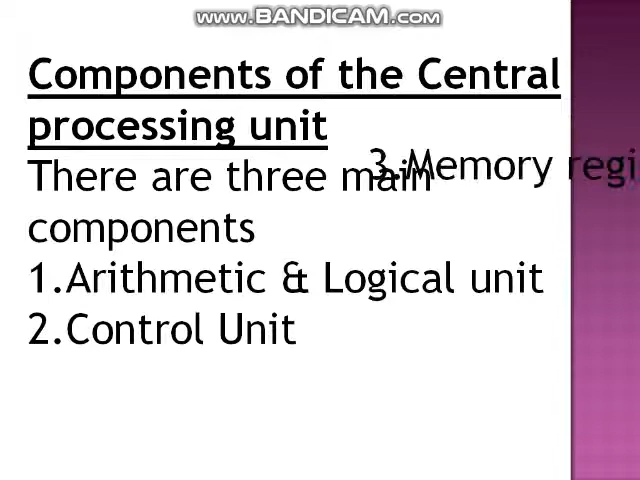 www.BANDICAM.com
Components of the Central
processing unit
There are three main
components
1.Arithmetic & Logical unit
2.Control Unit
3.Memory